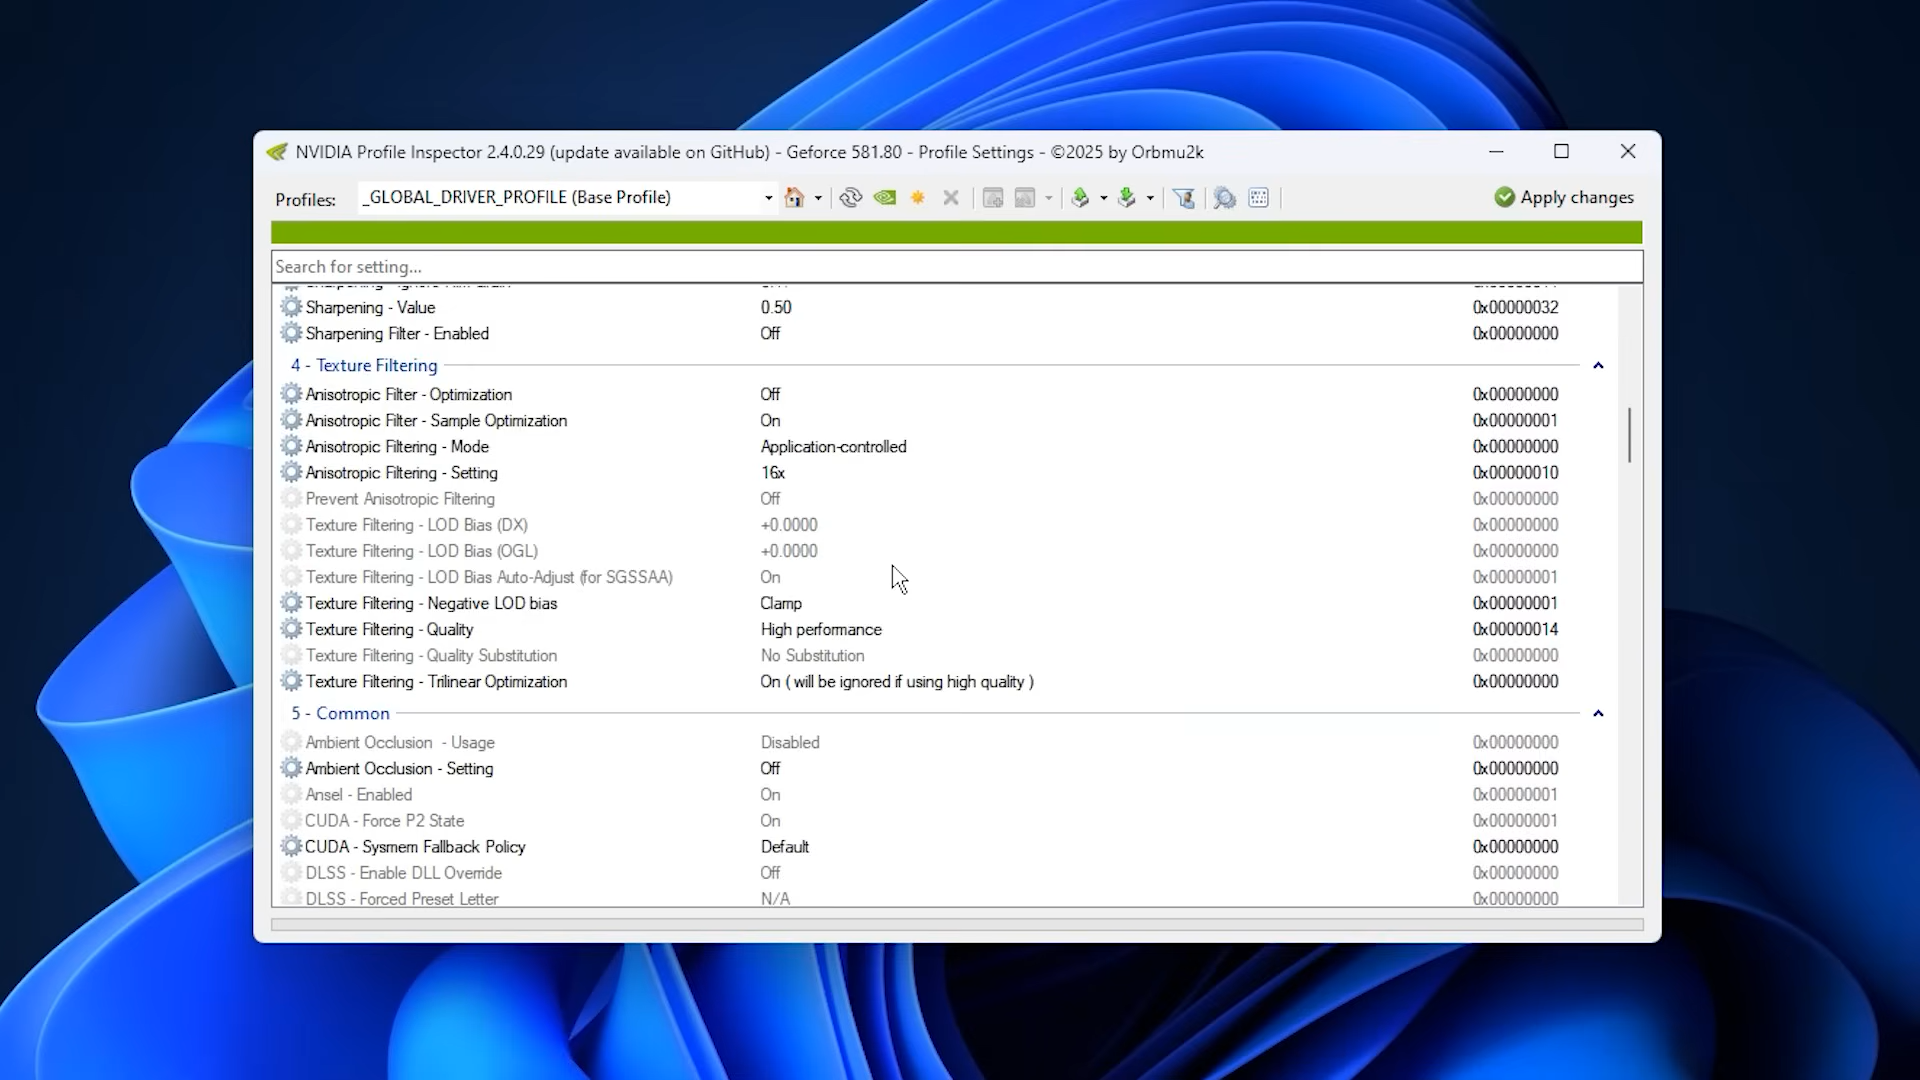 NVIDIA Profile Inspector 2.4.0.29 (update available on GitHub) - Geforce 581.80 - Profile Settings - ©2025 by Orbmu2k
Profiles: _GLOBAL_DRIVER_PROFILE (Base Profile) Apply changes
Search for setting...
Sharpening - Value 0.50 0x00000032
Sharpening Filter - Enabled Off 0x00000000
4 - Texture Filtering
Anisotropic Filter - Optimization Off 0x00000000
Anisotropic Filter - Sample Optimization On 0x00000001
Anisotropic Filtering - Mode Application-controlled 0x00000000
Anisotropic Filtering - Setting 16x 0x00000010
Prevent Anisotropic Filtering Off 0x00000000
Texture Filtering - LOD Bias (DX) +0.0000 0x00000000
Texture Filtering - LOD Bias (OGL) +0.0000 0x00000000
Texture Filtering - LOD Bias Auto-Adjust (for SGSSAA) On 0x00000001
Texture Filtering - Negative LOD bias Clamp 0x00000001
Texture Filtering - Quality High performance 0x00000014
Texture Filtering - Quality Substitution No Substitution 0x00000000
Texture Filtering - Trilinear Optimization On ( will be ignored if using high quality ) 0x00000000
5 - Common
Ambient Occlusion - Usage Disabled 0x00000000
Ambient Occlusion - Setting Off 0x00000000
Ansel - Enabled On 0x00000001
CUDA - Force P2 State On 0x00000001
CUDA - Sysmem Fallback Policy Default 0x00000000
DLSS - Enable DLL Override Off 0x00000000
DLSS - Forced Preset Letter N/A 0x00000000